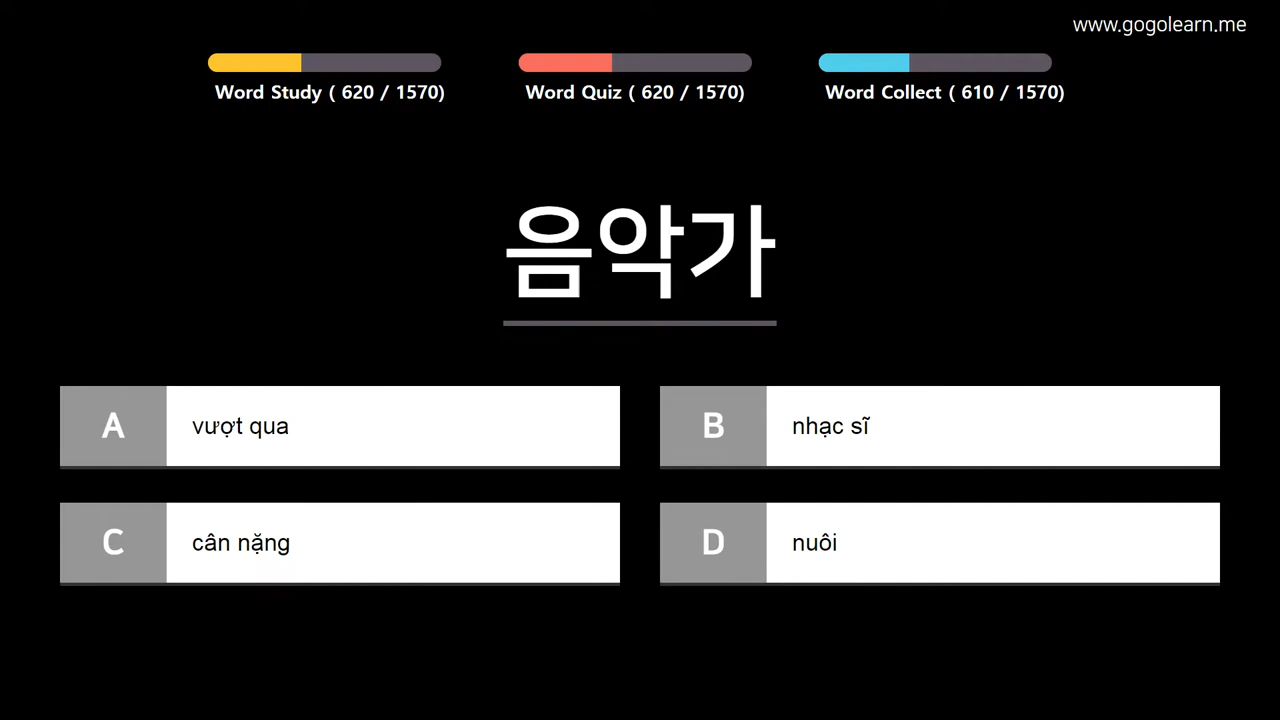 www.gogolearn.me
Word Study ( 620 / 1570)
Word Quiz ( 620 / 1570)
Word Collect ( 610 / 1570)
음악가
A
vượt qua
B
nhạc sĩ
C
cân nặng
D
nuôi